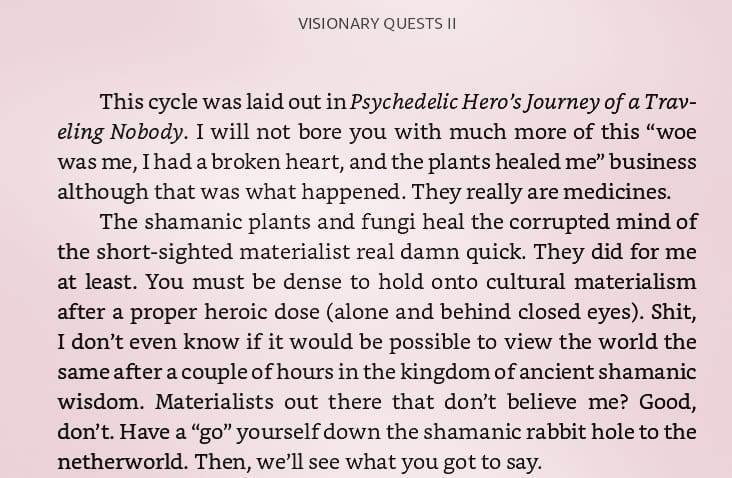 VISIONARY QUESTS II
This cycle was laid out in Psychedelic Hero's Journey of a Trav-
eling Nobody. I will not bore you with much more of this “woe
was me, I had a broken heart, and the plants healed me” business
although that was what happened. They really are medicines.
The shamanic plants and fungi heal the corrupted mind of
the short-sighted materialist real damn quick. They did for me
at least. You must be dense to hold onto cultural materialism
after a proper heroic dose (alone and behind closed eyes). Shit,
I don’t even know if it would be possible to view the world the
same after a couple of hours in the kingdom of ancient shamanic
wisdom. Materialists out there that don’t believe me? Good,
don’t. Have a “go” yourself down the shamanic rabbit hole to the
netherworld. Then, we’ll see what you got to say.